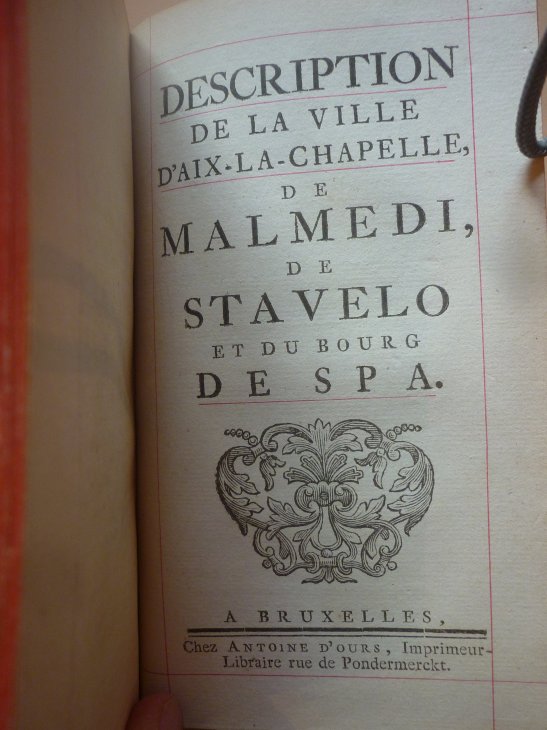 DESCRIPTION
DE LA VILLE
D'AIX-LA-CHAPELLE,
DE
MALMEDI,
DE
STAVELO
ET DU BOURG
DE SPA.
A BRUXELLES,
Chez ANTOINE D'OURS, Imprimeur-
Libraire rue de Pondermerckt.